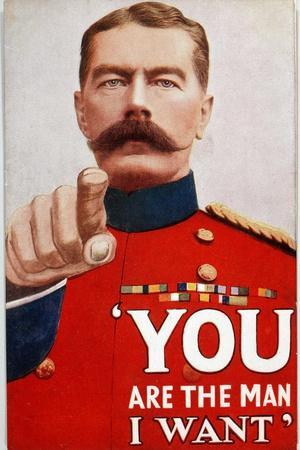 'YOU
ARE THE MAN
I WANT'